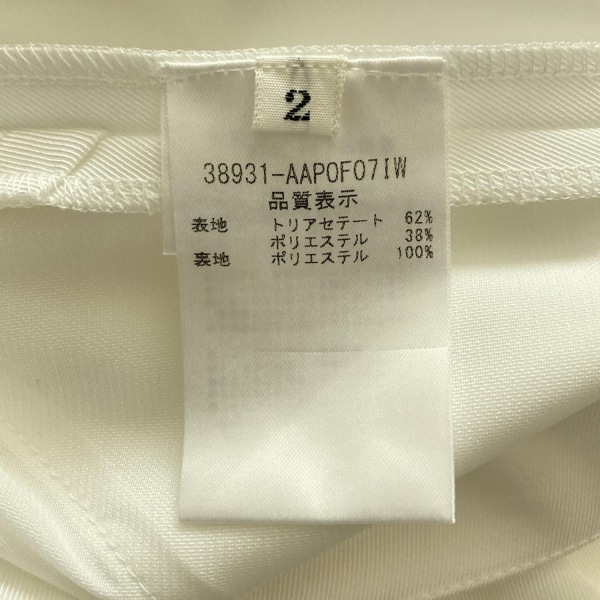 2
38931-AAPOF07IW
品質表示
表地 トリアセテート 62%
ポリエステル 38%
裏地 ポリエステル 100%